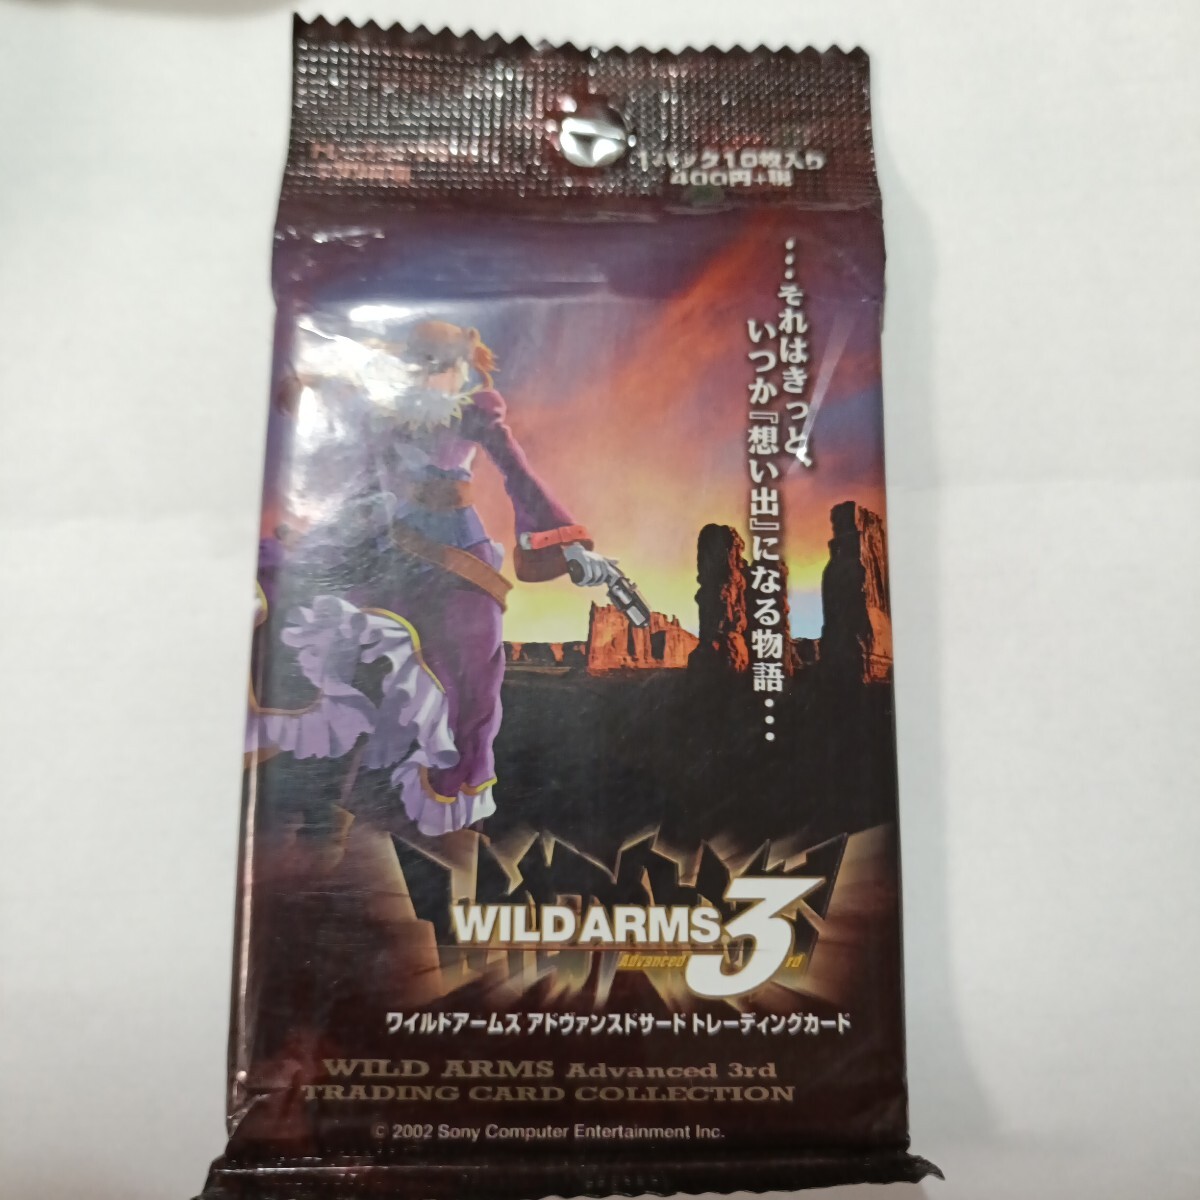 1パック10枚入り
400円+税
…それはきっと、
いつか『想い出』になる物語…
WILD ARMS 3
Advanced rd
ワイルドアームズ アドヴァンスドサード トレーディングカード
WILD ARMS Advanced 3rd
TRADING CARD COLLECTION
© 2002 Sony Computer Entertainment Inc.